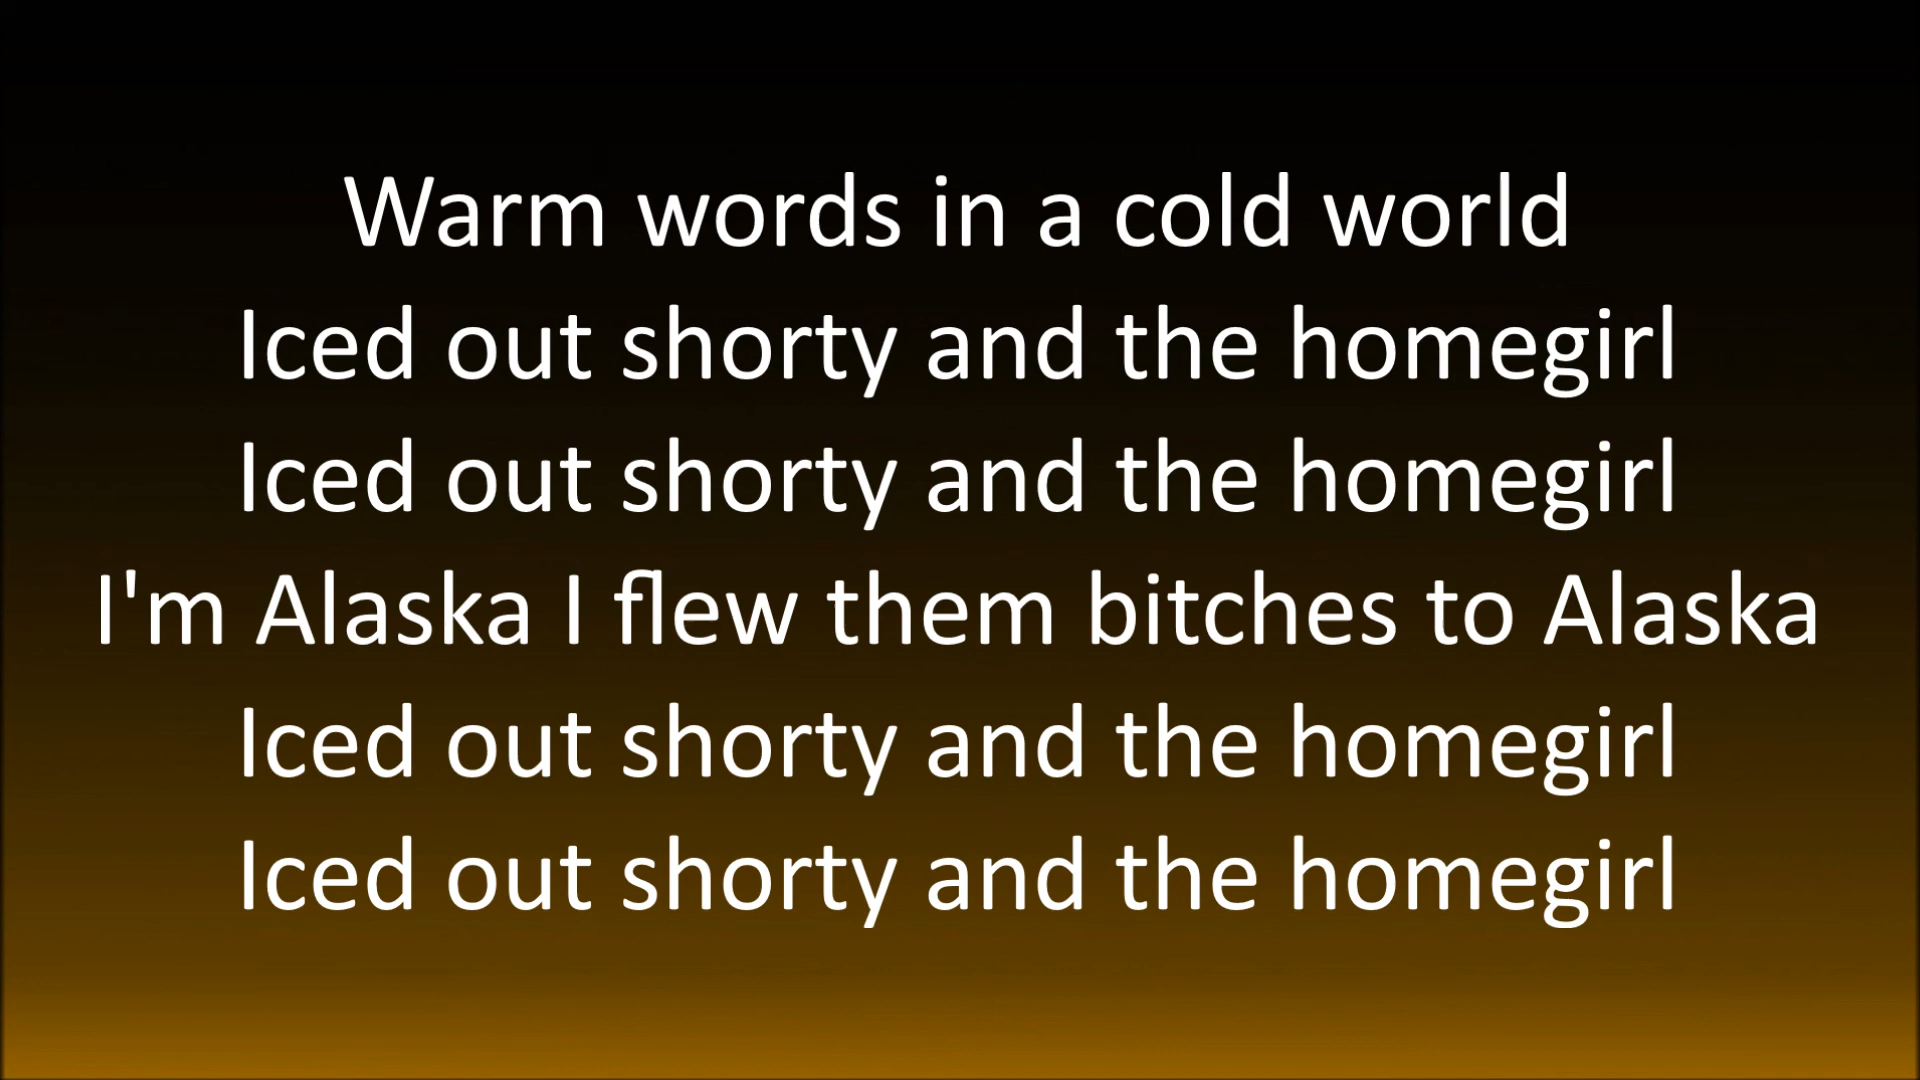 Warm words in a cold world
Iced out shorty and the homegirl
Iced out shorty and the homegirl
I'm Alaska I flew them bitches to Alaska
Iced out shorty and the homegirl
Iced out shorty and the homegirl